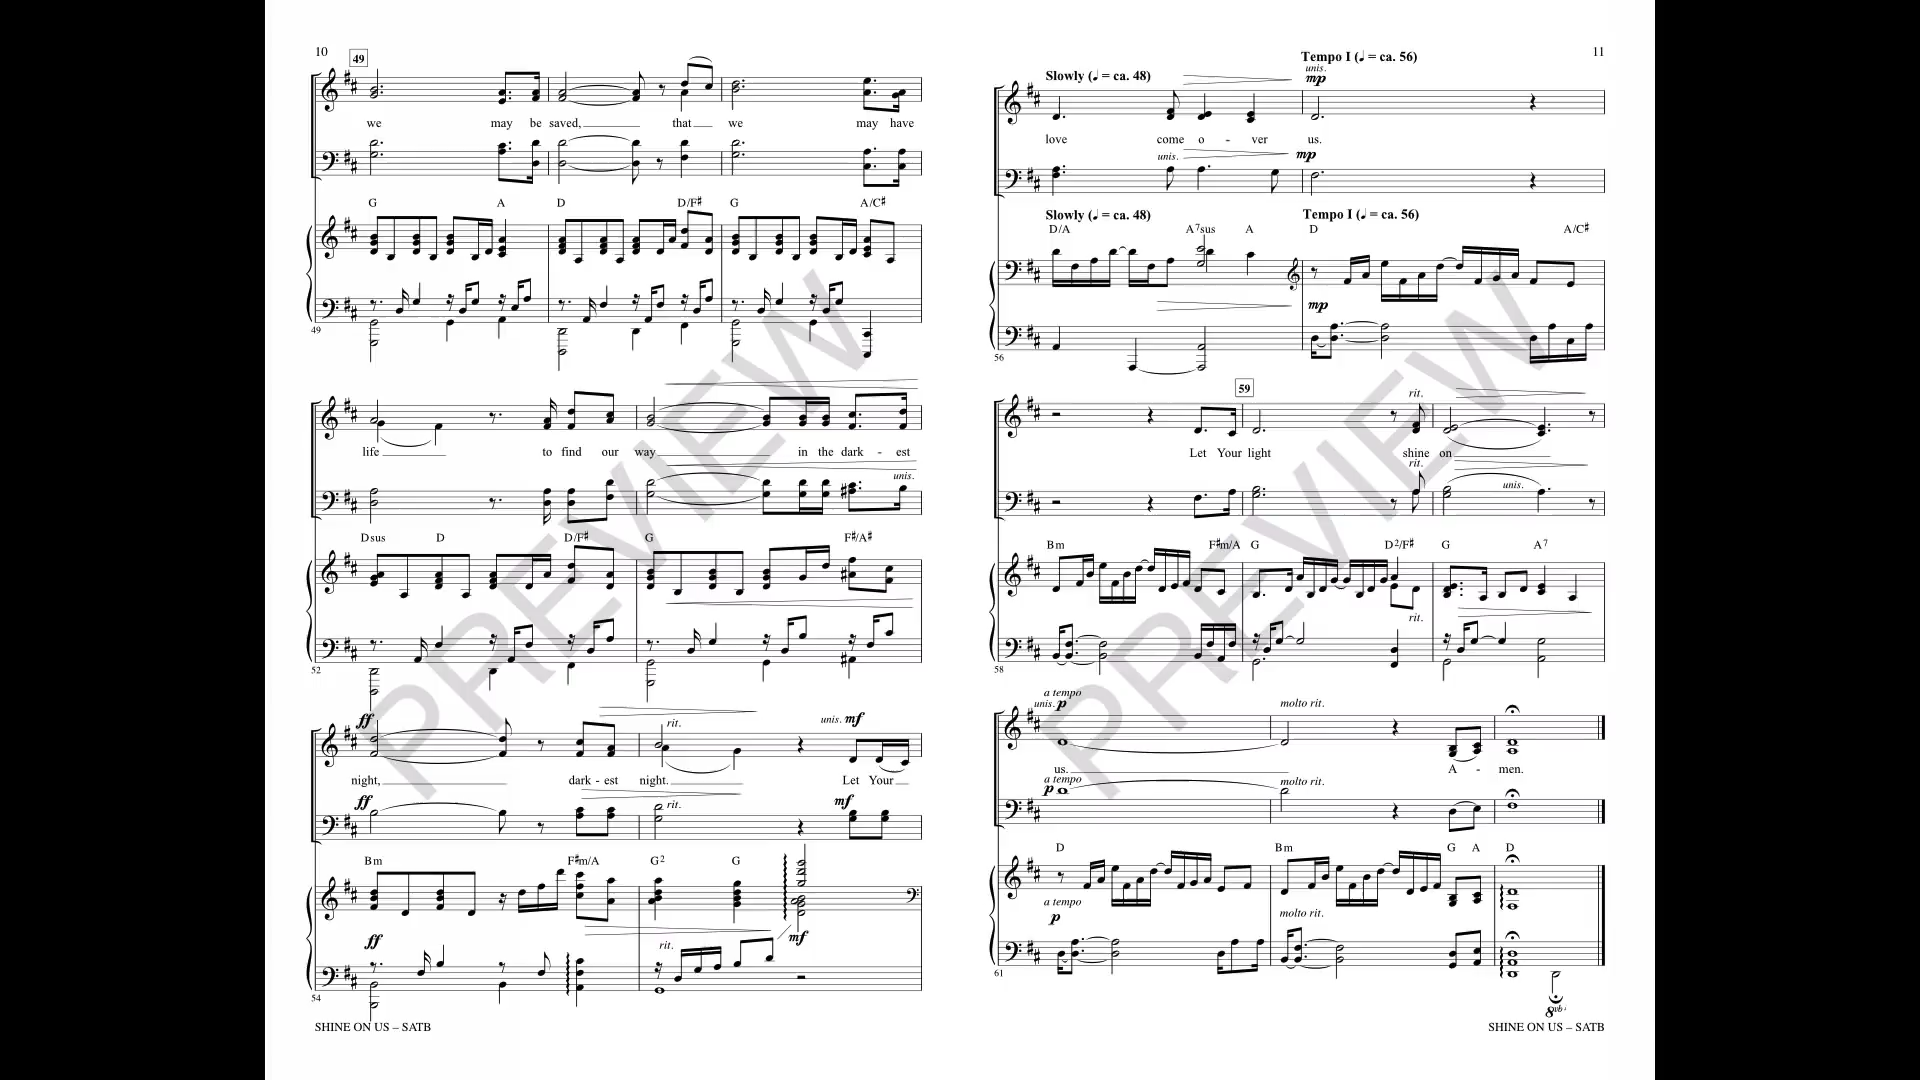 10
49
we may be saved, that we may have
G A D D/F♯ G A/C♯
49
life to find our way in the dark - est
unis.
Dsus D D/F♯ G F♯/A♯
52
ff rit. unis. mf
night, dark - est night. Let Your
ff rit. mf
Bm F♯m/A G2 G
ff rit. mf
54
SHINE ON US – SATB
11
Slowly (♩ = ca. 48) Tempo I (♩ = ca. 56)
unis.
mp
love come o - ver us.
unis. mp
Slowly (♩ = ca. 48) Tempo I (♩ = ca. 56)
D/A A7sus A D A/C♯
mp
56
59
rit.
Let Your light shine on
rit.
unis.
Bm F♯m/A G D2/F♯ G A7
rit.
58
a tempo
unis. p molto rit.
us. A - men.
a tempo
p molto rit.
D Bm G A D
a tempo
p molto rit.
61
8vb
SHINE ON US – SATB
PREVIEW
PREVIEW